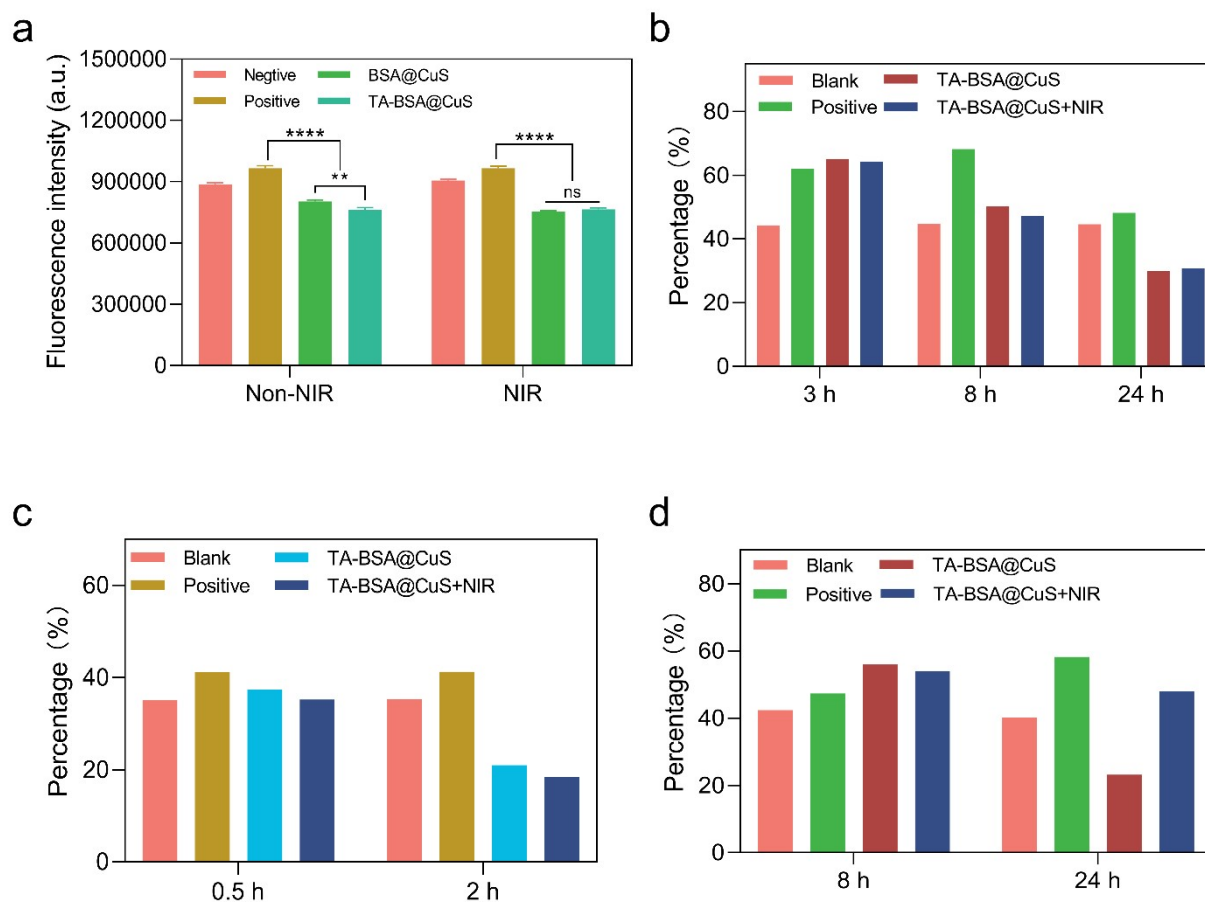 a
Fluorescence intensity (a.u.)
1500000
1200000
900000
600000
300000
0
Negtive
BSA@CuS
Positive
TA-BSA@CuS
****
**
****
ns
Non-NIR
NIR
b
Percentage (%)
80
60
40
20
0
Blank
TA-BSA@CuS
Positive
TA-BSA@CuS+NIR
3 h
8 h
24 h
c
Percentage (%)
60
40
20
0
Blank
TA-BSA@CuS
Positive
TA-BSA@CuS+NIR
0.5 h
2 h
d
Percentage (%)
80
60
40
20
0
Blank
TA-BSA@CuS
Positive
TA-BSA@CuS+NIR
8 h
24 h